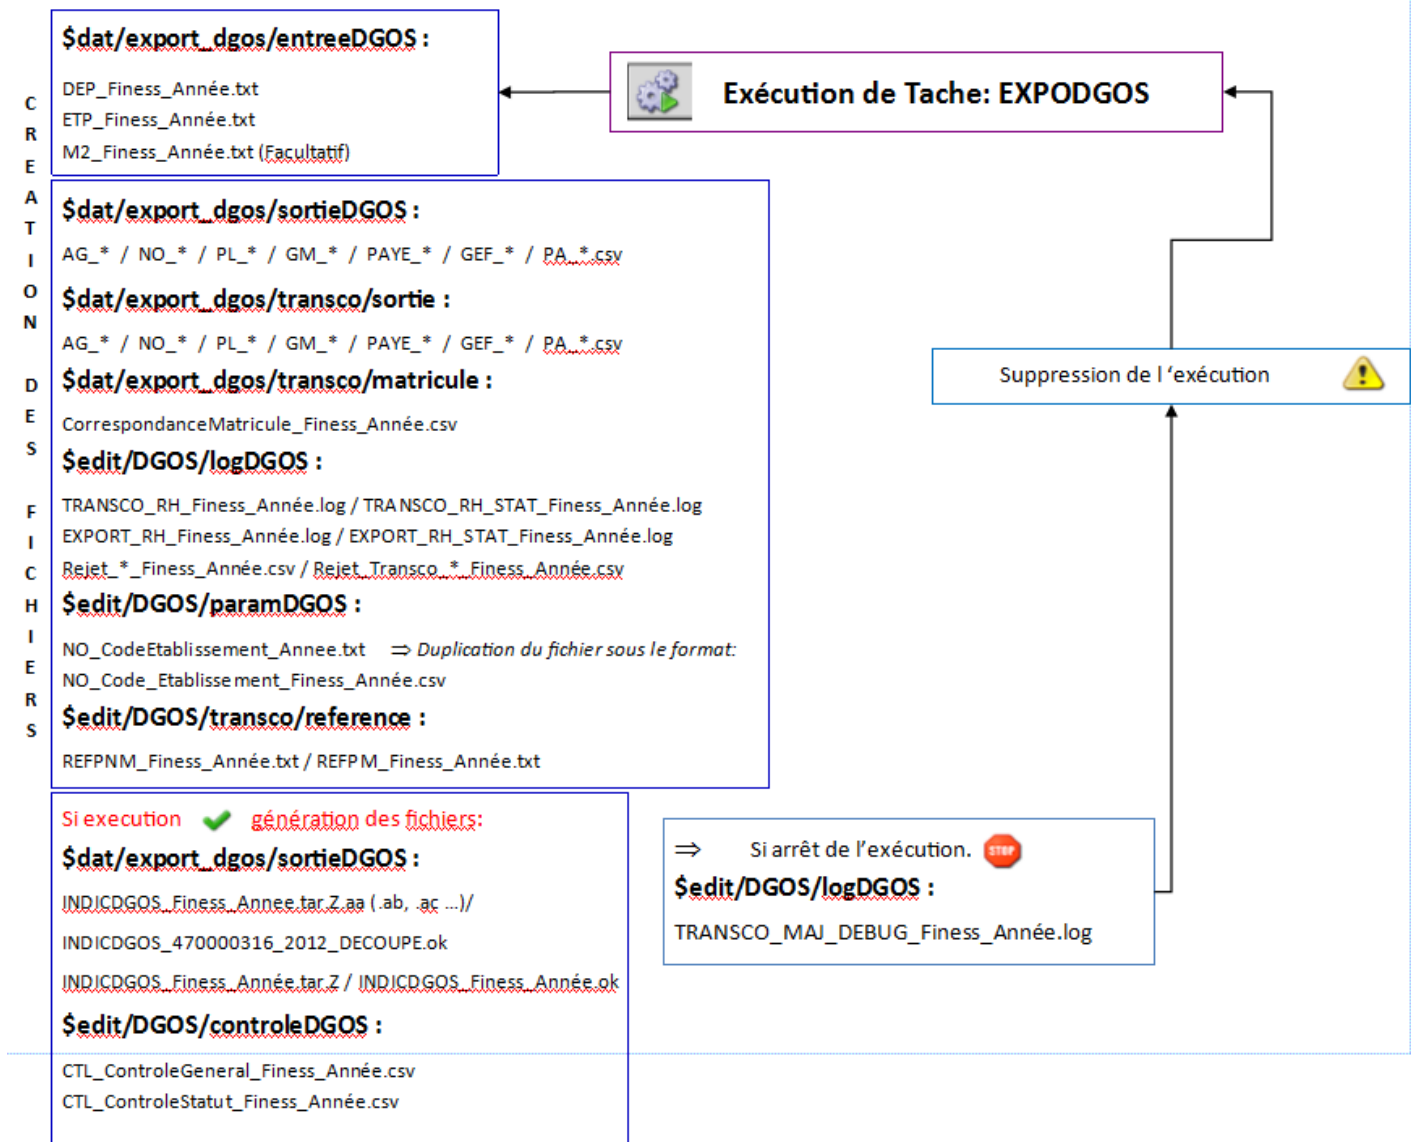 $dat/export_dgos/entreeDGOS :
DEP_Finess_Année.txt
ETP_Finess_Année.txt
M2_Finess_Année.txt (Facultatif)
Exécution de Tache: EXPODGOS
CREATION DES FICHIERS
$dat/export_dgos/sortieDGOS :
AG_* / NO_* / PL_* / GM_* / PAYE_* / GEF_* / PA_*.csv
$dat/export_dgos/transco/sortie :
AG_* / NO_* / PL_* / GM_* / PAYE_* / GEF_* / PA_*.csv
$dat/export_dgos/transco/matricule :
CorrespondanceMatricule_Finess_Année.csv
$edit/DGOS/logDGOS :
TRANSCO_RH_Finess_Année.log / TRANSCO_RH_STAT_Finess_Année.log
EXPORT_RH_Finess_Année.log / EXPORT_RH_STAT_Finess_Année.log
Rejet_*_Finess_Année.csv / Rejet_Transco_*_Finess_Année.csv
$edit/DGOS/paramDGOS :
NO_CodeEtablissement_Annee.txt ⇒ Duplication du fichier sous le format:
NO_Code_Etablissement_Finess_Année.csv
$edit/DGOS/transco/reference :
REFPNM_Finess_Année.txt / REFPM_Finess_Année.txt
Suppression de l ‘exécution
Si execution génération des fichiers:
$dat/export_dgos/sortieDGOS :
INDICDGOS_Finess_Annee.tar.Z.aa (.ab, .ac ...)/
INDICDGOS_470000316_2012_DECOUPE.ok
INDICDGOS_Finess_Année.tar.Z / INDICDGOS_Finess_Année.ok
$edit/DGOS/controleDGOS :
CTL_ControleGeneral_Finess_Année.csv
CTL_ControleStatut_Finess_Année.csv
⇒ Si arrêt de l’exécution. STOP
$edit/DGOS/logDGOS :
TRANSCO_MAJ_DEBUG_Finess_Année.log